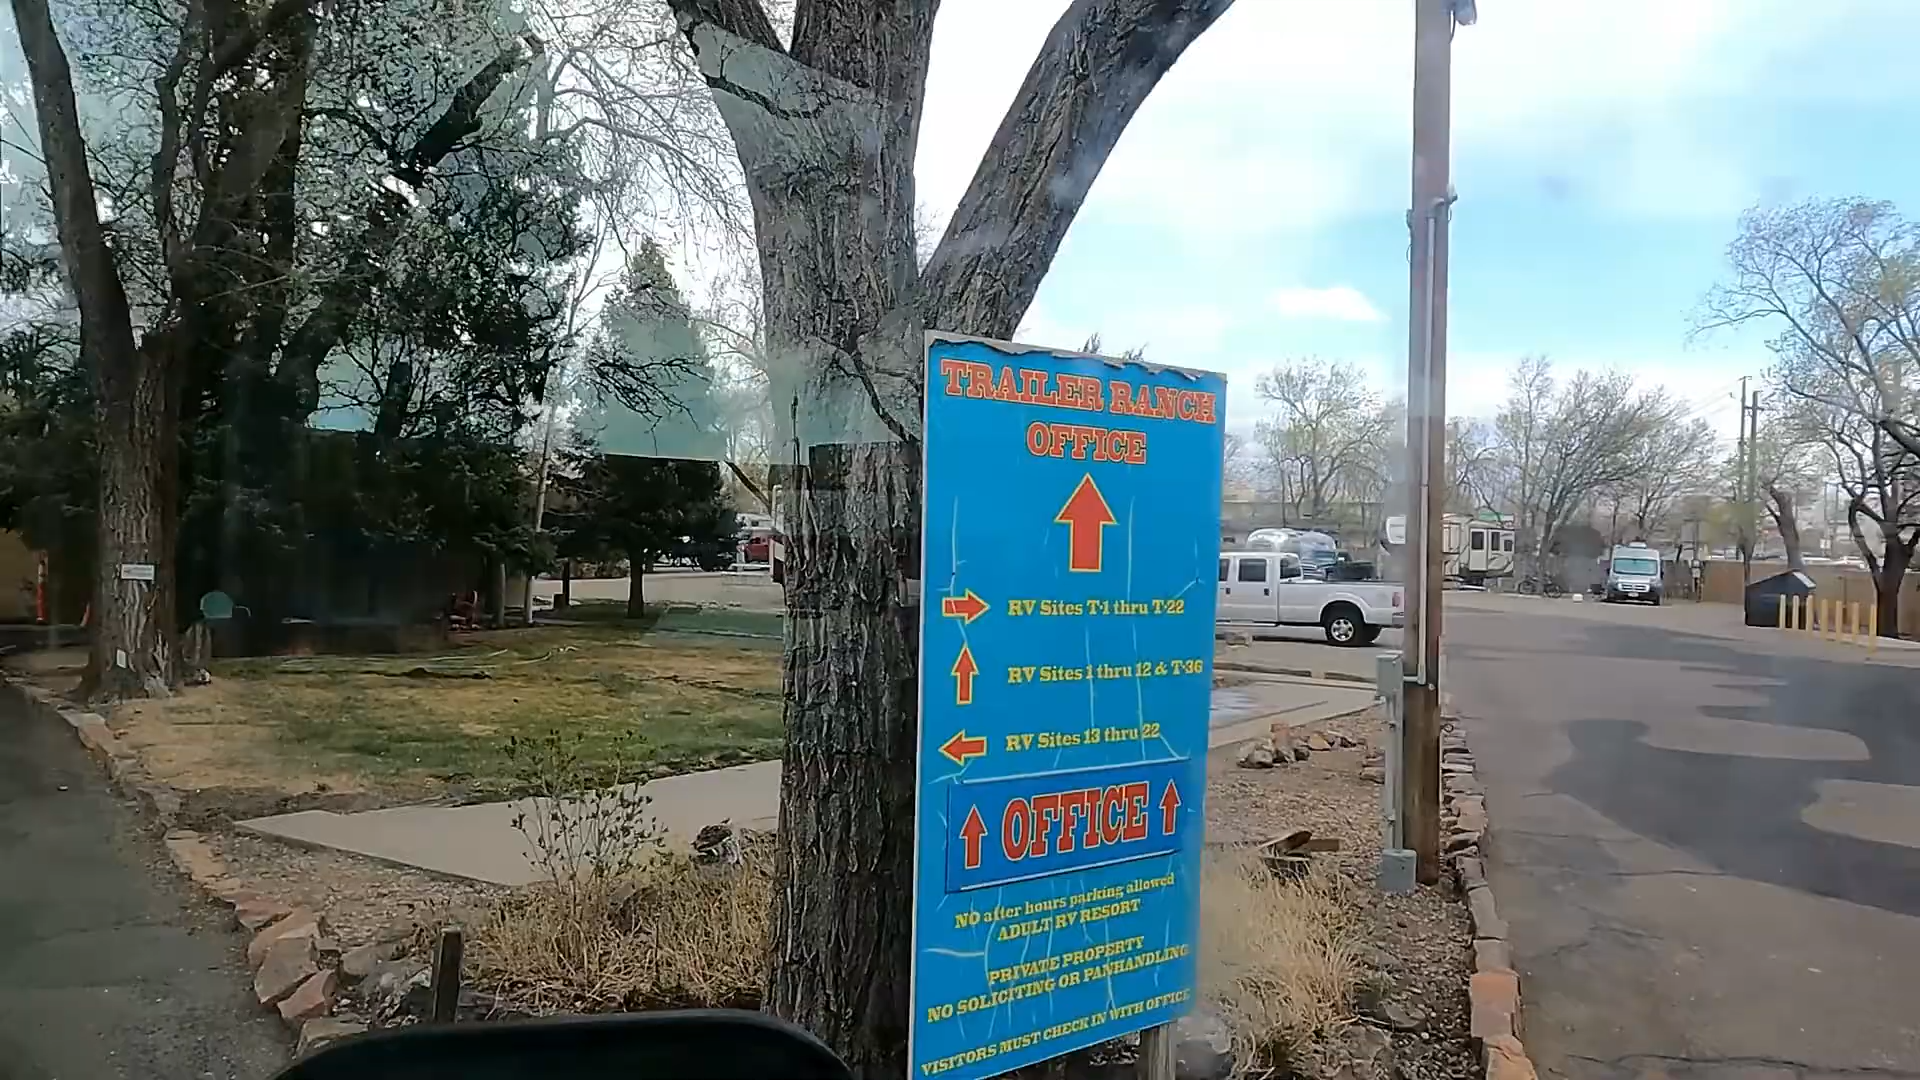 TRAILER RANCH
OFFICE
RV Sites T-1 thru T-22
RV Sites 1 thru 12 & T-36
RV Sites 13 thru 22
OFFICE
NO after hours parking allowed
ADULT RV RESORT
PRIVATE PROPERTY
NO SOLICITING OR PANHANDLING
VISITORS MUST CHECK IN WITH OFFICE